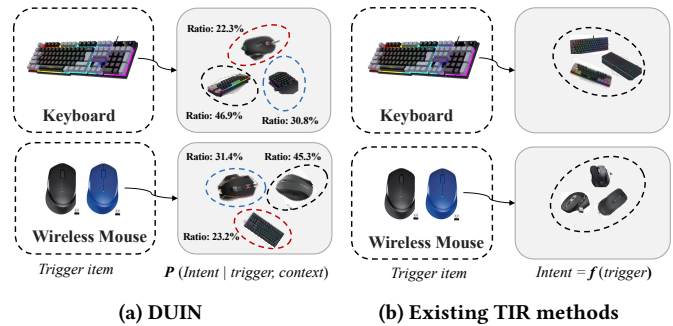 Ratio: 22.3%
Keyboard
Ratio: 46.9%
Ratio: 30.8%
Ratio: 31.4%
Ratio: 45.3%
Wireless Mouse
Ratio: 23.2%
Trigger item
P (Intent | trigger, context)
(a) DUIN
Keyboard
Wireless Mouse
Trigger item
Intent = f (trigger)
(b) Existing TIR methods